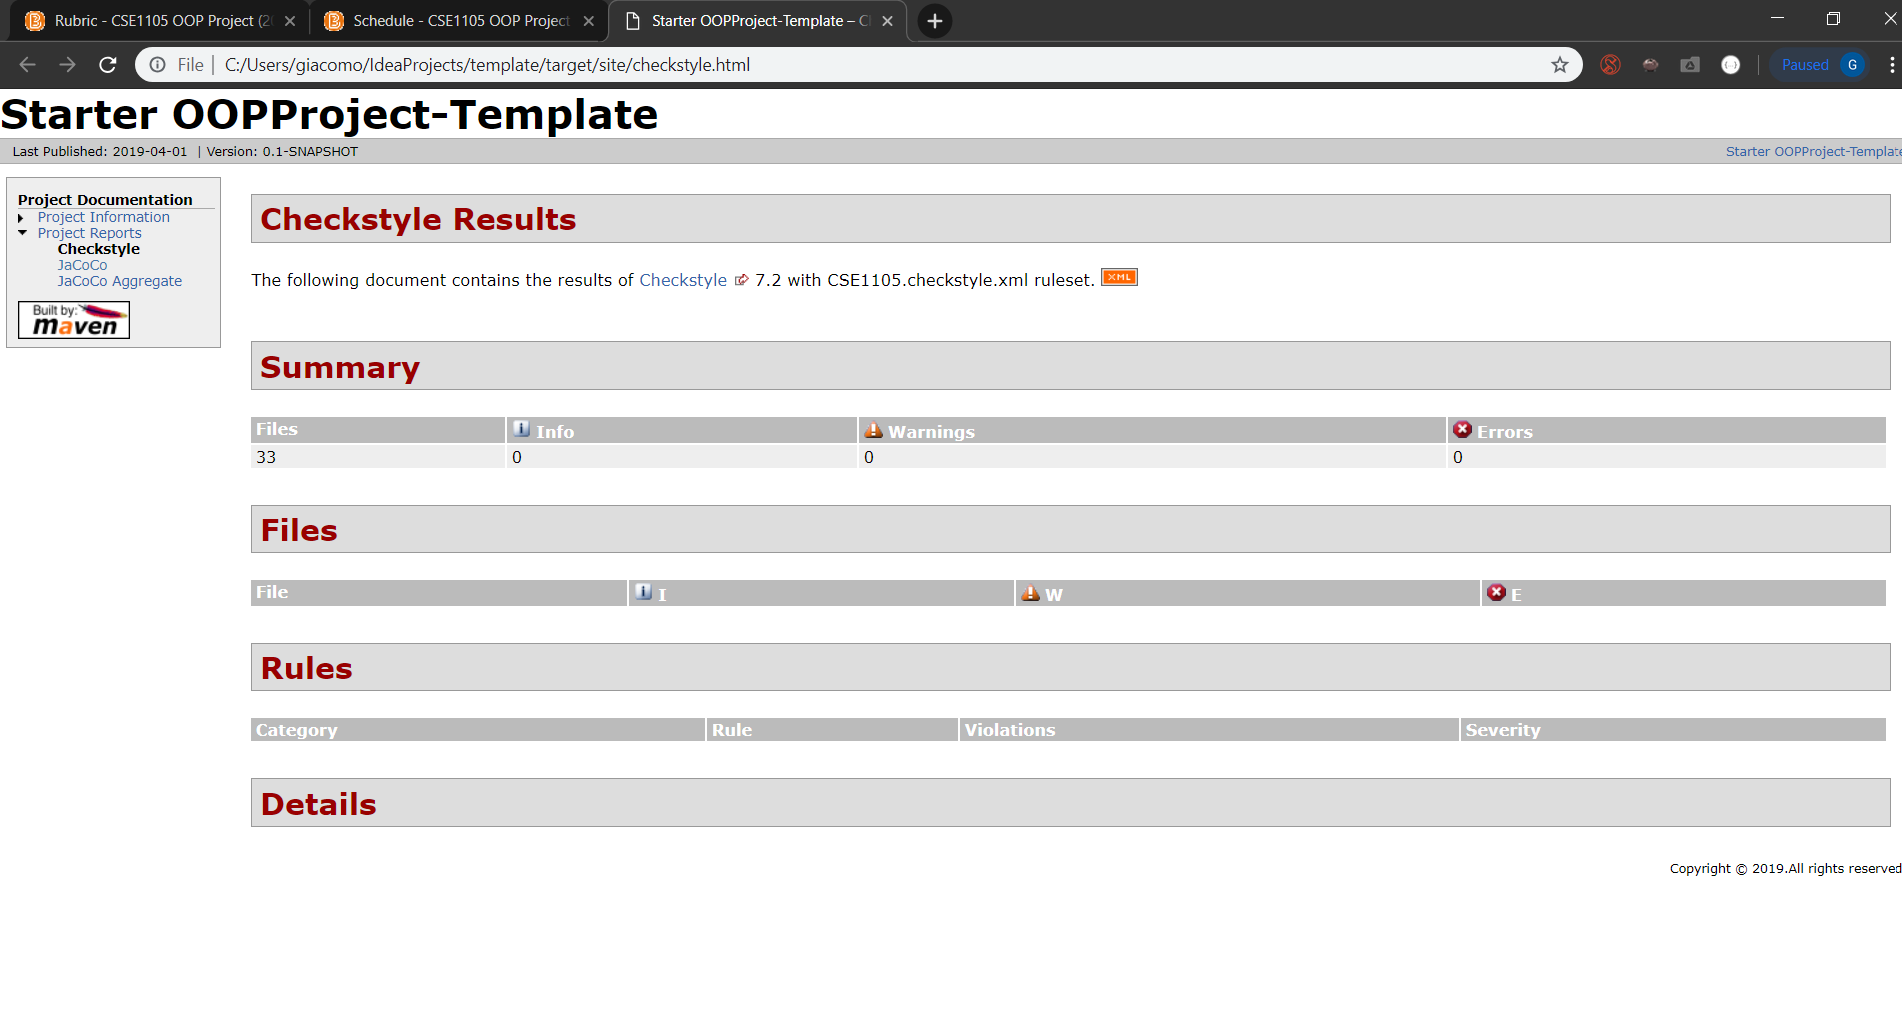 Rubric - CSE1105 OOP Project (20
Schedule - CSE1105 OOP Project
Starter OOPProject-Template – Ch
File
C:/Users/giacomo/IdeaProjects/template/target/site/checkstyle.html
Paused
G
Starter OOPProject-Template
Last Published: 2019-04-01 | Version: 0.1-SNAPSHOT
Starter OOPProject-Template
Project Documentation
Project Information
Project Reports
Checkstyle
JaCoCo
JaCoCo Aggregate
Built by:
maven
Checkstyle Results
The following document contains the results of Checkstyle 7.2 with CSE1105.checkstyle.xml ruleset. XML
Summary
Files Info Warnings Errors
33 0 0 0
Files
File I W E
Rules
Category Rule Violations Severity
Details
Copyright © 2019.All rights reserved